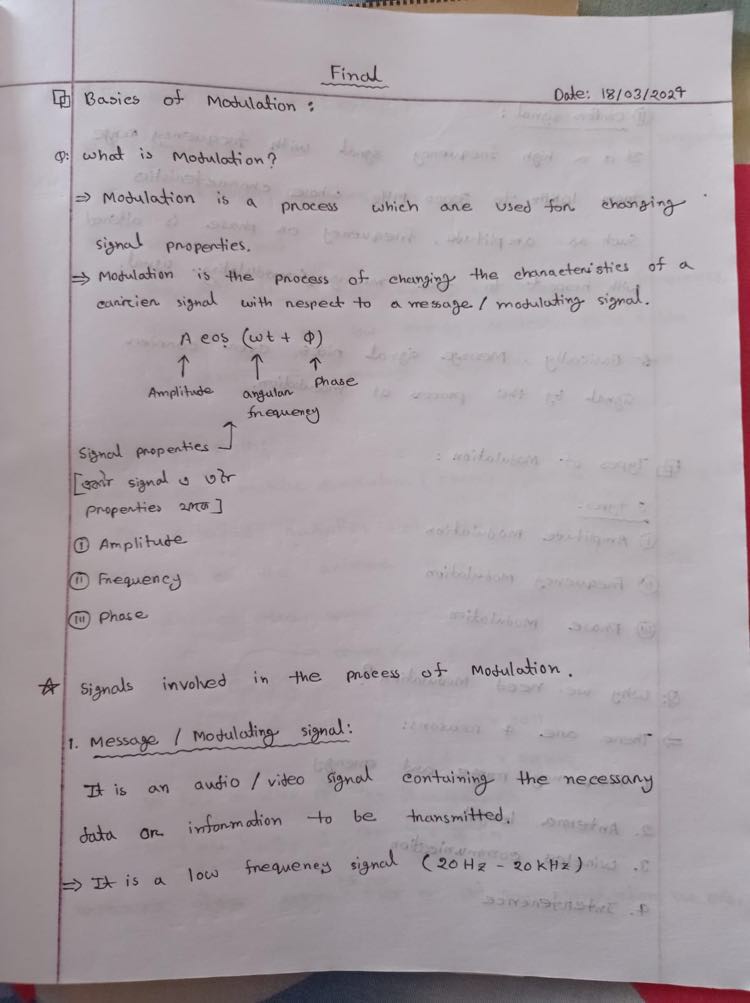 Final
Date: 18/03/2024
Basics of Modulation :
Q: What is Modulation?
⇒ Modulation is a process which are used for changing
signal properties.
⇒ Modulation is the process of changing the characteristics of a
carrier signal with respect to a message / modulating signal.
A cos (ωt + φ)
Amplitude angular Phase
frequency
Signal properties
[ signal ও ৩টা
properties থাকে]
(i) Amplitude
(ii) Frequency
(iii) Phase
☆ Signals involved in the process of Modulation.
1. Message / Modulating signal:
It is an audio / video signal containing the necessary
data or information to be transmitted.
⇒ It is a low frequency signal (20 Hz - 20 kHz)